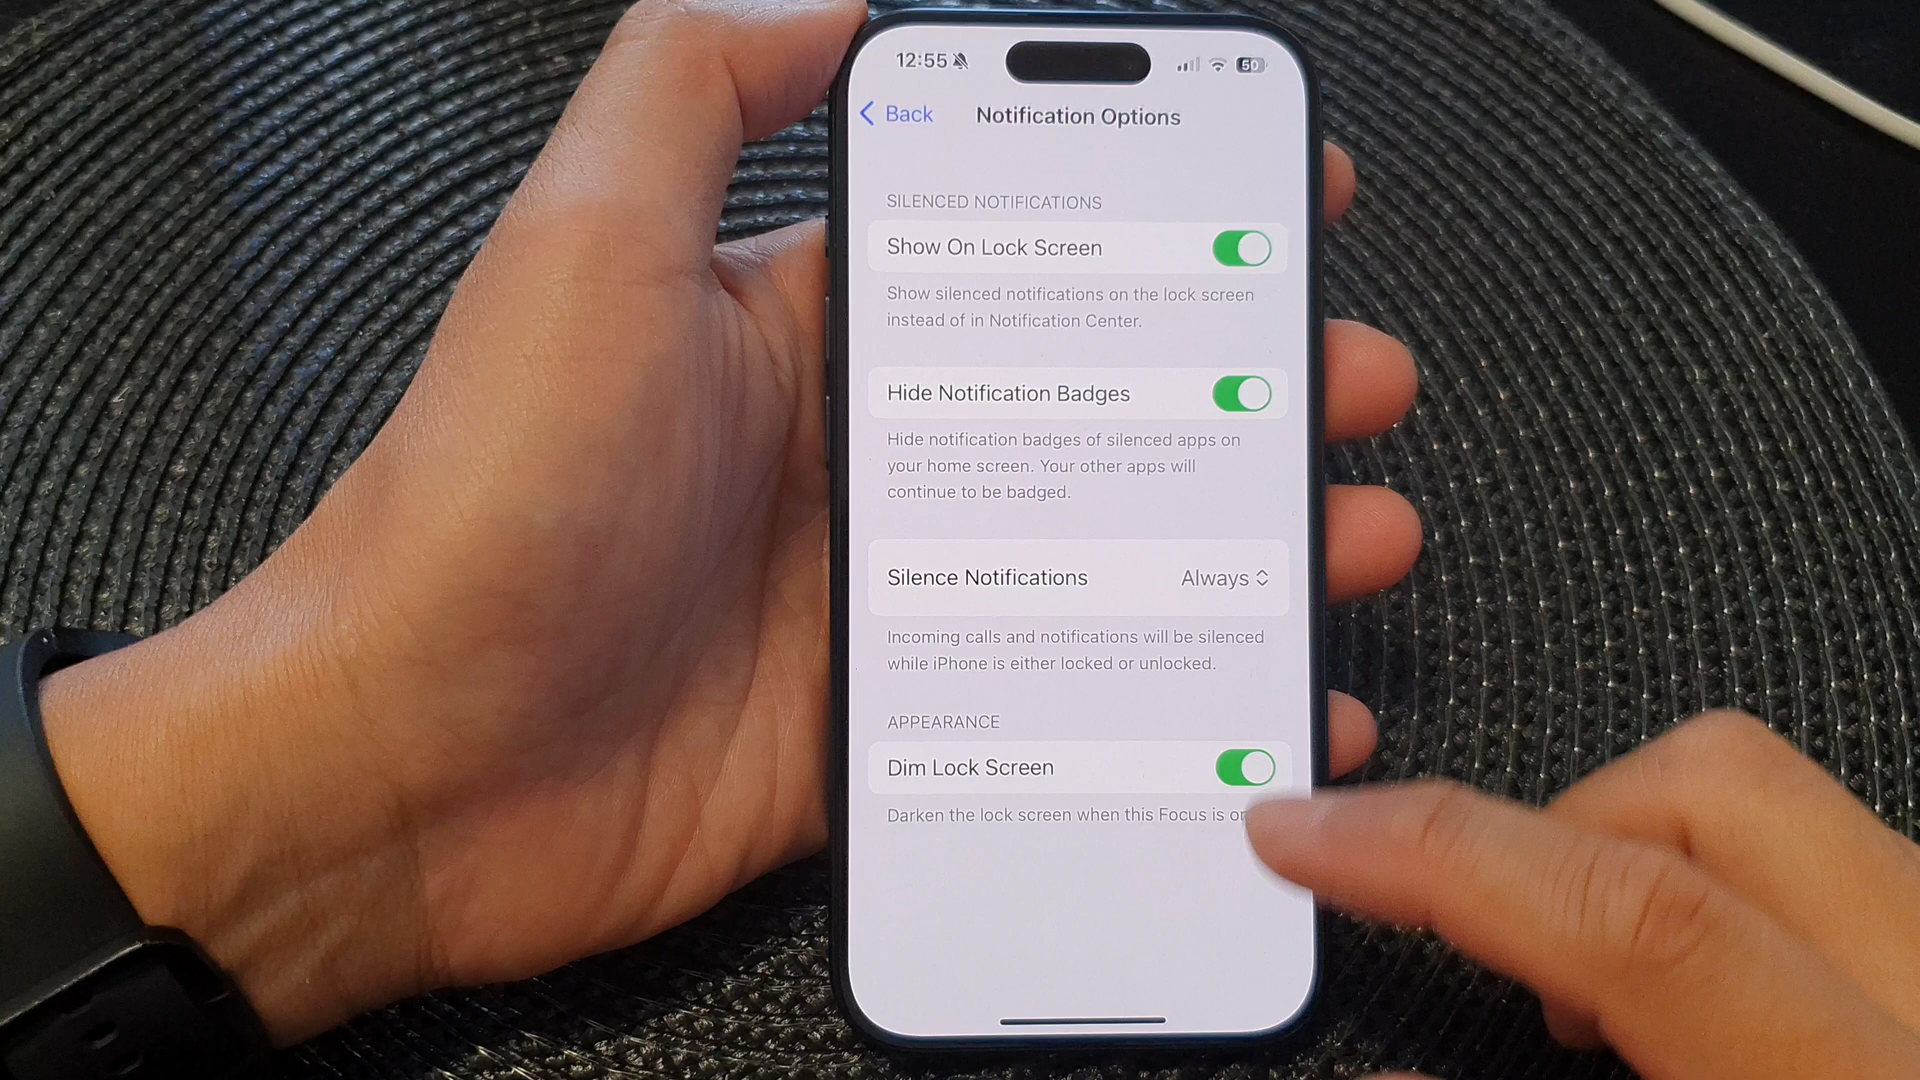 12:55
50
Back
Notification Options
SILENCED NOTIFICATIONS
Show On Lock Screen
Show silenced notifications on the lock screen
instead of in Notification Center.
Hide Notification Badges
Hide notification badges of silenced apps on
your home screen. Your other apps will
continue to be badged.
Silence Notifications Always
Incoming calls and notifications will be silenced
while iPhone is either locked or unlocked.
APPEARANCE
Dim Lock Screen
Darken the lock screen when this Focus is